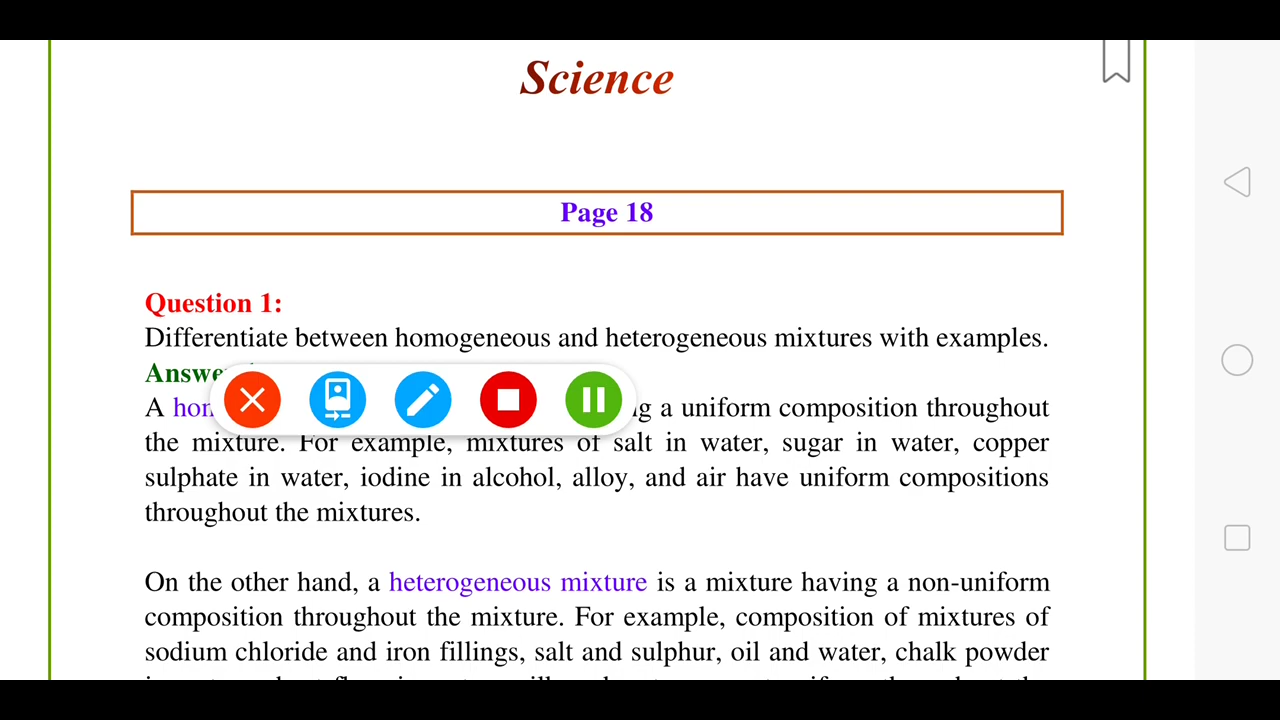 Science
Page 18
Question 1:
Differentiate between homogeneous and heterogeneous mixtures with examples.
A a uniform composition throughout
the mixture. For example, mixtures of salt in water, sugar in water, copper
sulphate in water, iodine in alcohol, alloy, and air have uniform compositions
throughout the mixtures.
On the other hand, a heterogeneous mixture is a mixture having a non-uniform
composition throughout the mixture. For example, composition of mixtures of
sodium chloride and iron fillings, salt and sulphur, oil and water, chalk powder